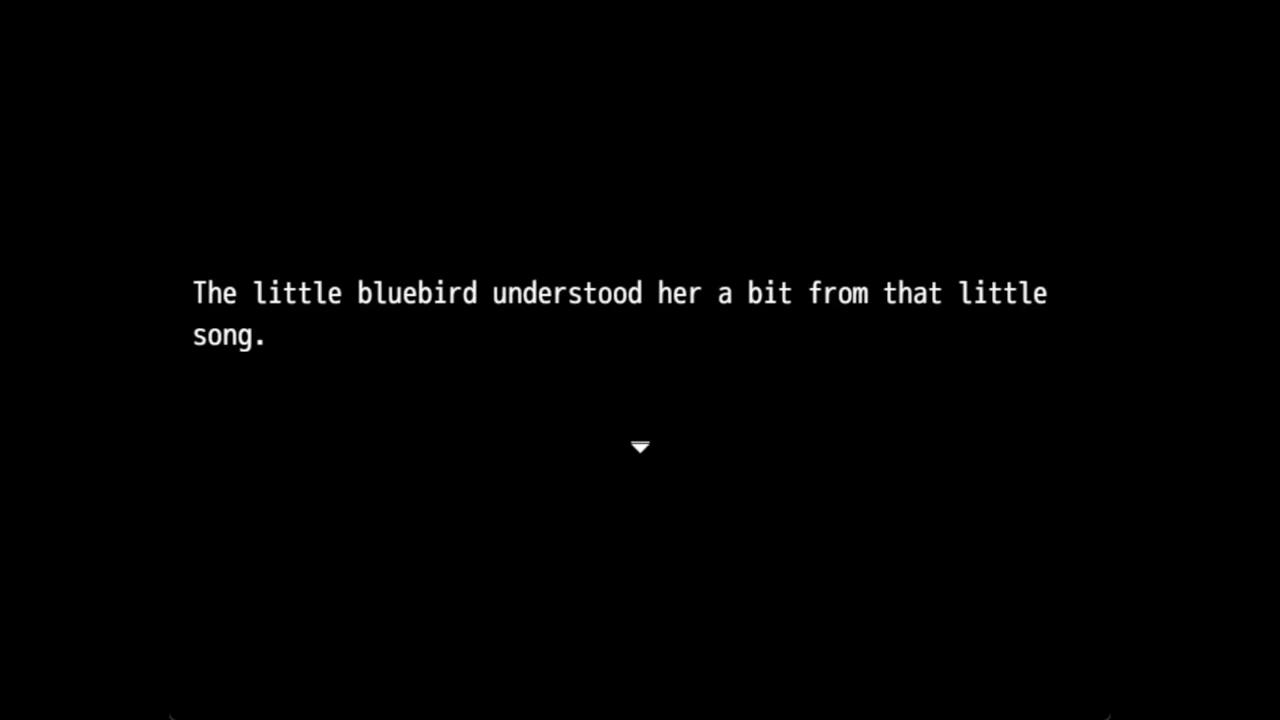 The little bluebird understood her a bit from that little
song.